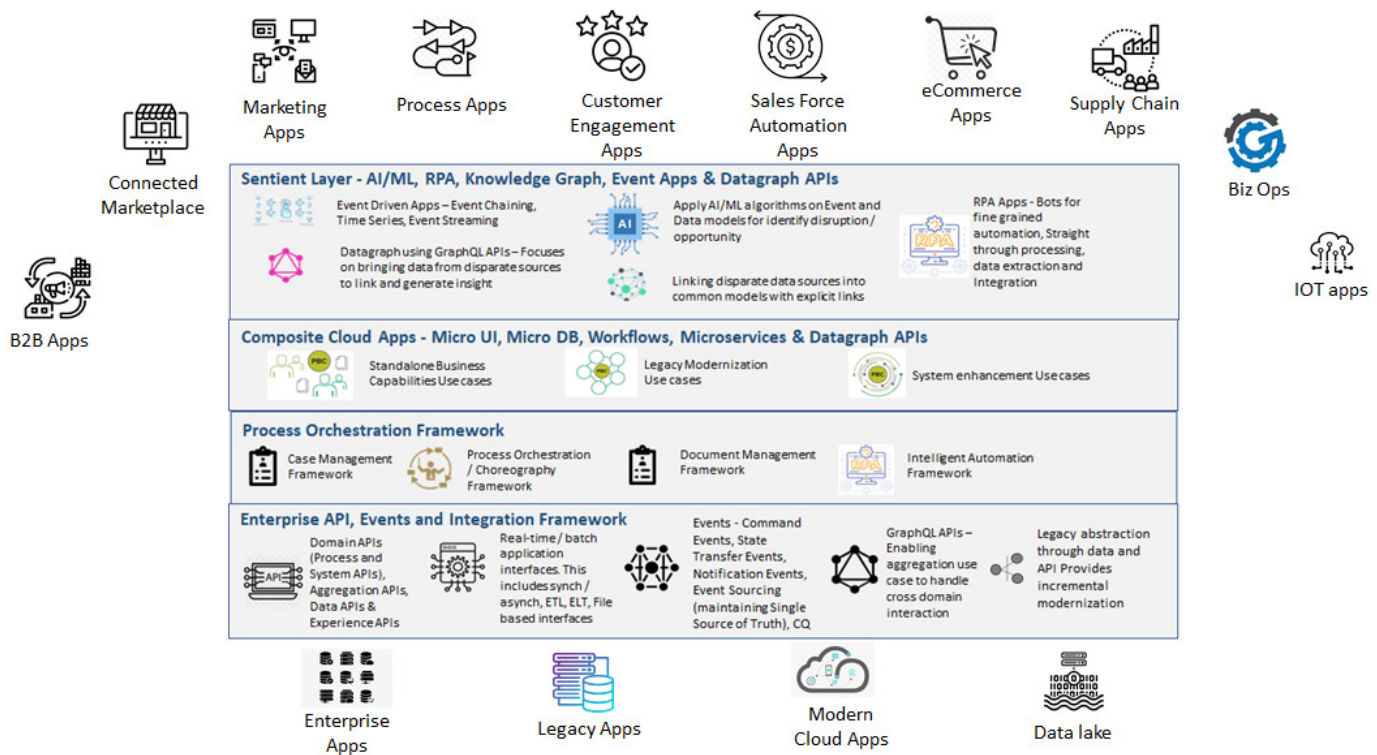 Marketing
Apps
Process Apps
Customer
Engagement
Apps
Sales Force
Automation
Apps
eCommerce
Apps
Supply Chain
Apps
Connected
Marketplace
Biz Ops
B2B Apps
IOT apps
Sentient Layer - AI/ML, RPA, Knowledge Graph, Event Apps & Datagraph APIs
Event Driven Apps – Event Chaining,
Time Series, Event Streaming
AI
Apply AI/ML algorithms on Event and
Data models for identify disruption /
opportunity
RPA
RPA Apps - Bots for
fine grained
automation, Straight
through processing,
data extraction and
Integration
Datagraph using GraphQL APIs – Focuses
on bringing data from disparate sources
to link and generate insight
Linking disparate data sources into
common models with explicit links
Composite Cloud Apps - Micro UI, Micro DB, Workflows, Microservices & Datagraph APIs
PBC
Standalone Business
Capabilities Use cases
PBC
Legacy Modernization
Use cases
PBC
System enhancement Use cases
Process Orchestration Framework
Case Management
Framework
Process Orchestration
/ Choreography
Framework
Document Management
Framework
RPA
Intelligent Automation
Framework
Enterprise API, Events and Integration Framework
API
Domain APIs
(Process and
System APIs),
Aggregation APIs,
Data APIs &
Experience APIs
Real-time / batch
application
interfaces. This
includes synch /
asynch, ETL, ELT, File
based interfaces
Events - Command
Events, State
Transfer Events,
Notification Events,
Event Sourcing
(maintaining Single
Source of Truth), CQ
GraphQL APIs –
Enabling
aggregation use
case to handle
cross domain
interaction
Legacy abstraction
through data and
API Provides
incremental
modernization
Enterprise
Apps
Legacy Apps
Modern
Cloud Apps
Data lake